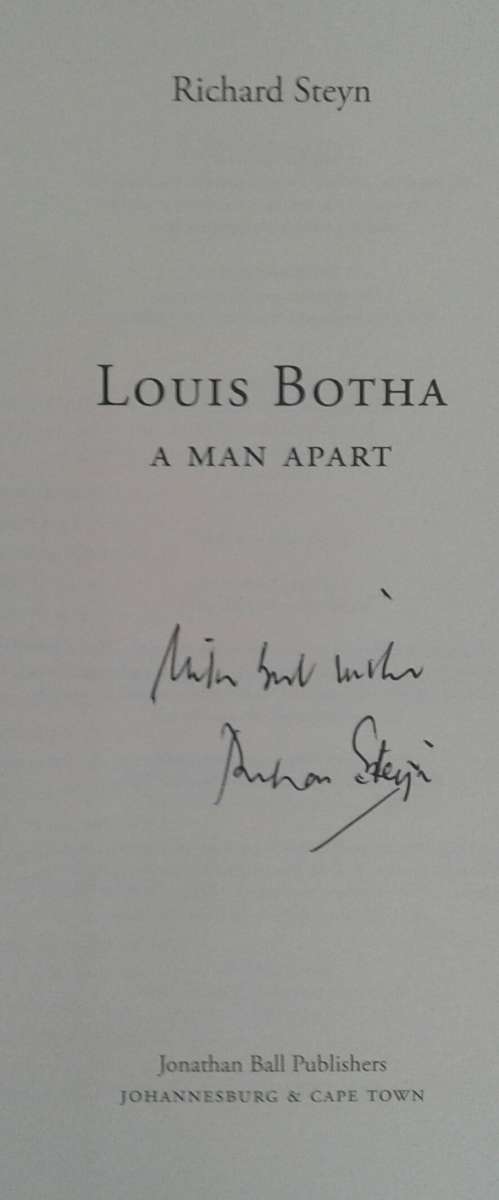 Richard Steyn
LOUIS BOTHA
A MAN APART
With best wishes
Richard Steyn
Jonathan Ball Publishers
JOHANNESBURG & CAPE TOWN